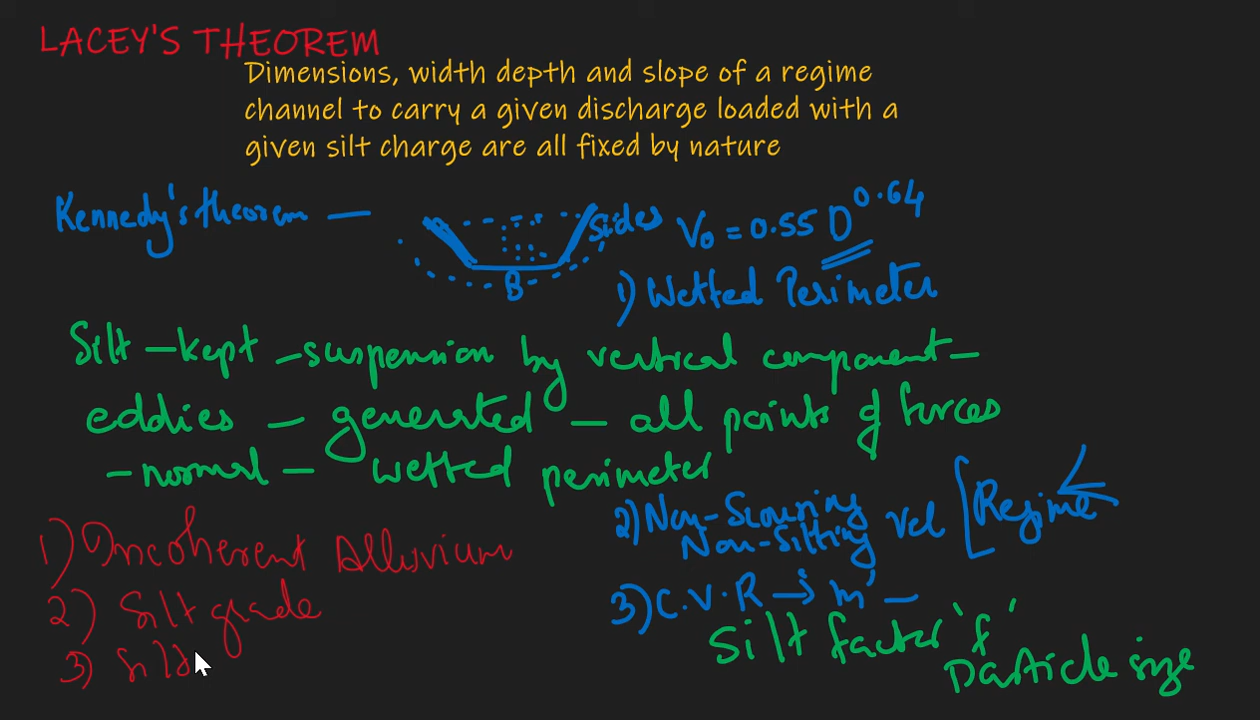 LACEY'S THEOREM
Dimensions, width depth and slope of a regime
channel to carry a given discharge loaded with a
given silt charge are all fixed by nature
Kennedy's theorem —
Sides
B
V₀ = 0.55 D^0.64
1) Wetted Perimeter
Silt - kept - suspension by vertical component -
eddies - generated - all points of forces
- normal - wetted perimeter
2) Non-Scouring
Non-Silting vel [Regime
3) C.V.R → 'm' -
Silt factor 'f'
Particle size
1) Incoherent Alluvium
2) Silt grade
3) Silt